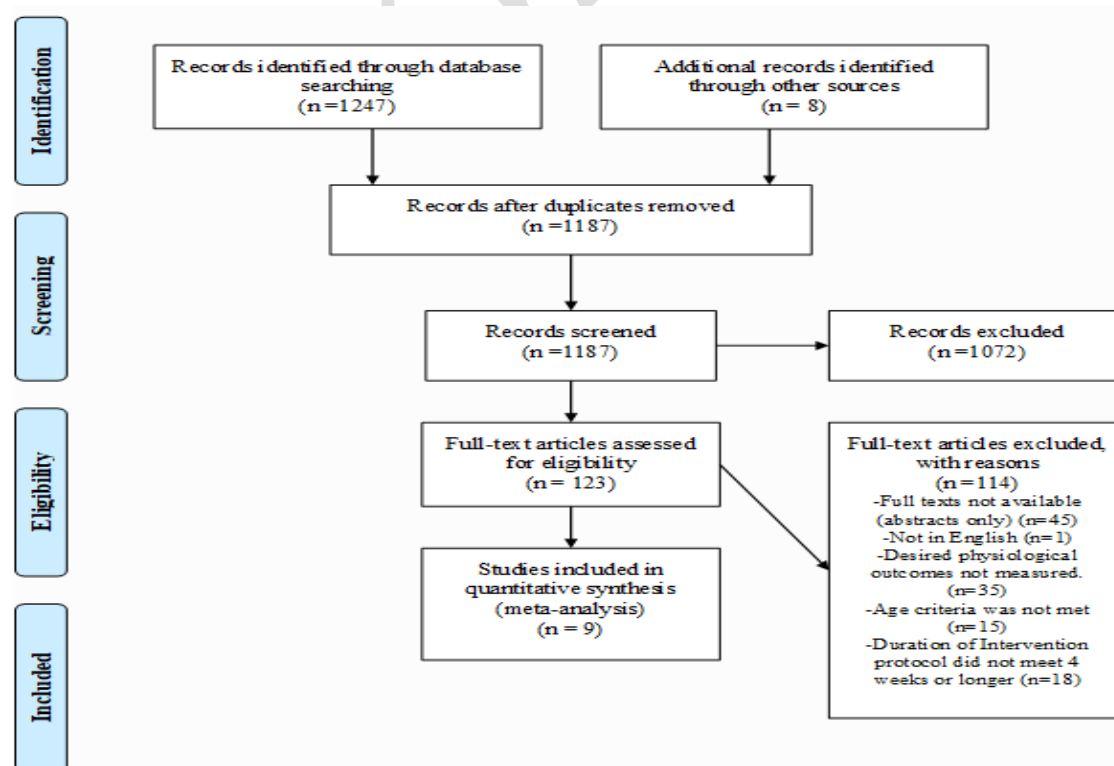 Identification
Records identified through database
searching
(n =1247)
Additional records identified
through other sources
(n = 8)
Records after duplicates removed
(n =1187)
Screening
Records screened
(n =1187)
Records excluded
(n =1072)
Eligibility
Full-text articles assessed
for eligibility
(n = 123)
Full-text articles excluded,
with reasons
(n =114)
-Full texts not available
(abstracts only) (n=45)
-Not in English (n=1)
-Desired physiological
outcomes not measured.
(n=35)
-Age criteria was not met
(n=15)
-Duration of Intervention
protocol did not meet 4
weeks or longer (n=18)
Studies included in
quantitative synthesis
(meta-analysis)
(n = 9)
Included